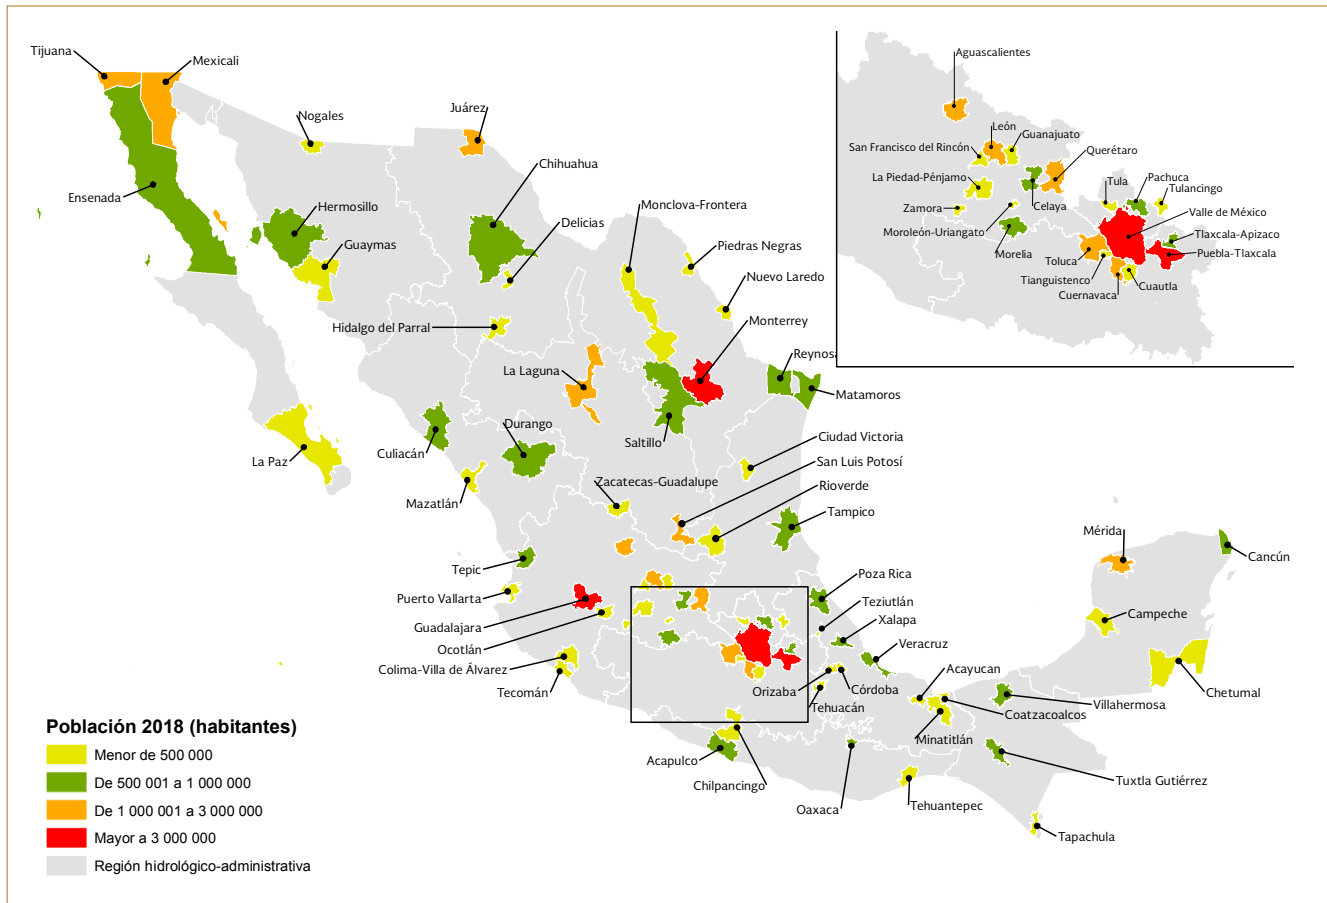 Tijuana
Mexicali
Nogales
Juárez
Chihuahua
Ensenada
Hermosillo
Guaymas
Delicias
Monclova-Frontera
Piedras Negras
Nuevo Laredo
Hidalgo del Parral
Monterrey
La Laguna
Reynosa
Matamoros
La Paz
Culiacán
Durango
Saltillo
Ciudad Victoria
San Luis Potosí
Mazatlán
Zacatecas-Guadalupe
Rioverde
Tampico
Tepic
Puerto Vallarta
Poza Rica
Teziutlán
Xalapa
Guadalajara
Ocotlán
Veracruz
Colima-Villa de Álvarez
Tecomán
Orizaba
Córdoba
Acayucan
Tehuacán
Coatzacoalcos
Villahermosa
Minatitlán
Acapulco
Chilpancingo
Oaxaca
Tehuantepec
Tuxtla Gutiérrez
Tapachula
Mérida
Cancún
Campeche
Chetumal
Aguascalientes
León
Guanajuato
San Francisco del Rincón
Querétaro
La Piedad-Pénjamo
Tula
Pachuca
Tulancingo
Zamora
Celaya
Valle de México
Moroleón-Uriangato
Tlaxcala-Apizaco
Morelia
Toluca
Puebla-Tlaxcala
Tianguistenco
Cuautla
Cuernavaca
Población 2018 (habitantes)
Menor de 500 000
De 500 001 a 1 000 000
De 1 000 001 a 3 000 000
Mayor a 3 000 000
Región hidrológico-administrativa